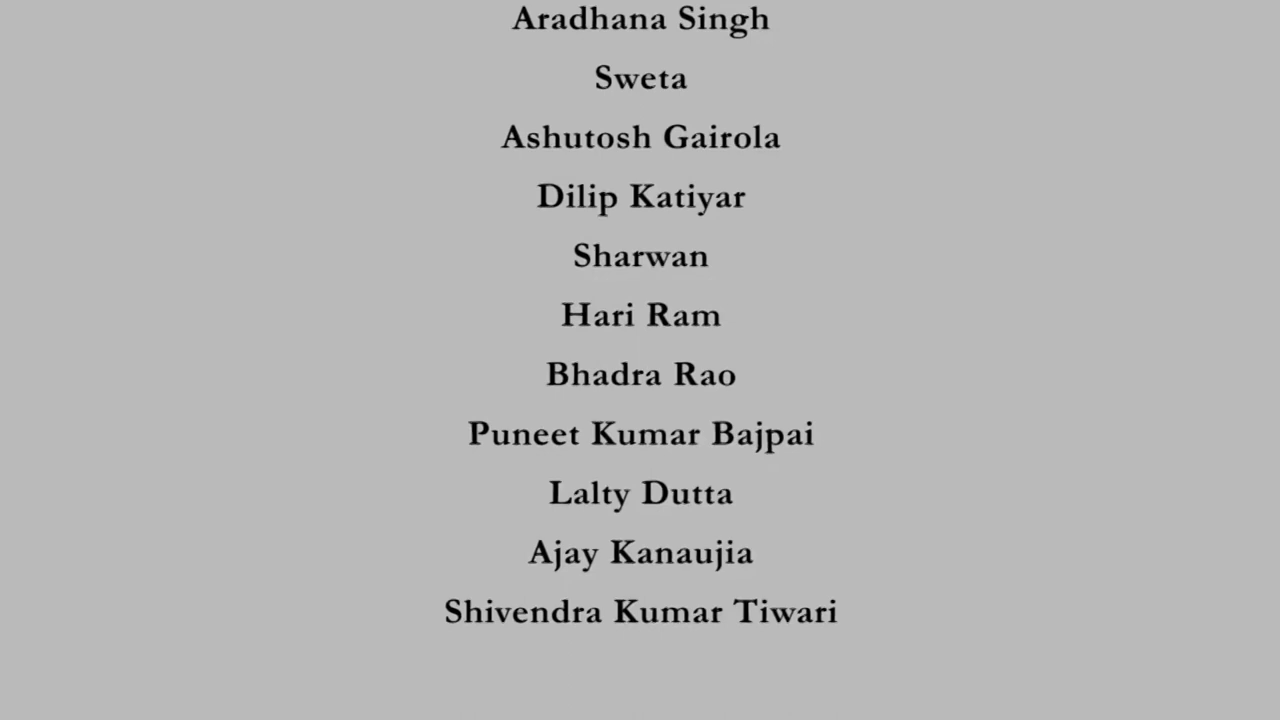 Aradhana Singh
Sweta
Ashutosh Gairola
Dilip Katiyar
Sharwan
Hari Ram
Bhadra Rao
Puneet Kumar Bajpai
Lalty Dutta
Ajay Kanaujia
Shivendra Kumar Tiwari